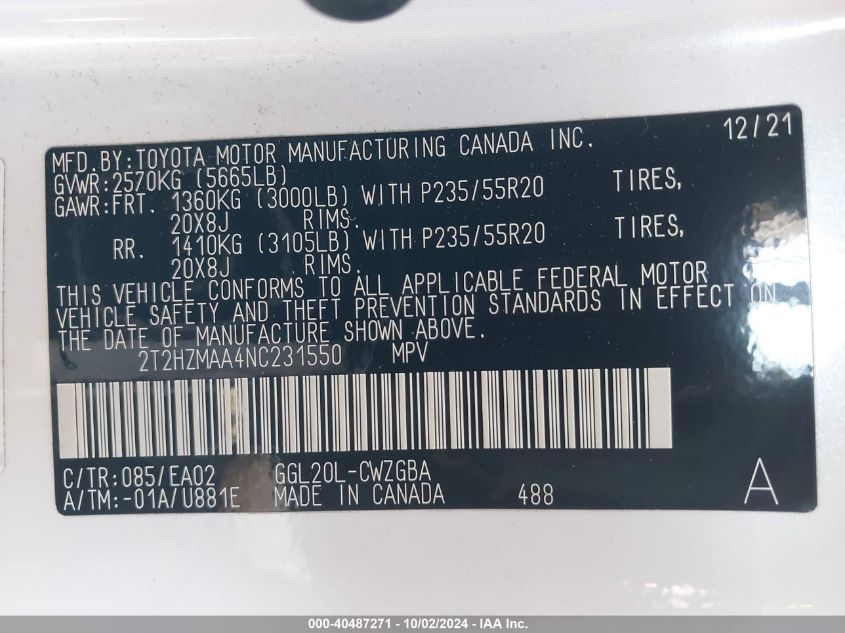 12/21
MFD.BY:TOYOTA MOTOR MANUFACTURING CANADA INC.
GVWR:2570KG (5665LB)
GAWR:FRT. 1360KG (3000LB) WITH P235/55R20 TIRES,
20X8J RIMS.
RR. 1410KG (3105LB) WITH P235/55R20 TIRES,
20X8J RIMS.
THIS VEHICLE CONFORMS TO ALL APPLICABLE FEDERAL MOTOR
VEHICLE SAFETY AND THEFT PREVENTION STANDARDS IN EFFECT ON
THE DATE OF MANUFACTURE SHOWN ABOVE.
2T2HZMAA4NC231550 MPV
C/TR:085/EA02 GGL20L-CWZGBA
A/TM:-01A/U881E MADE IN CANADA 488 A
000-40487271 - 10/02/2024 - IAA Inc.